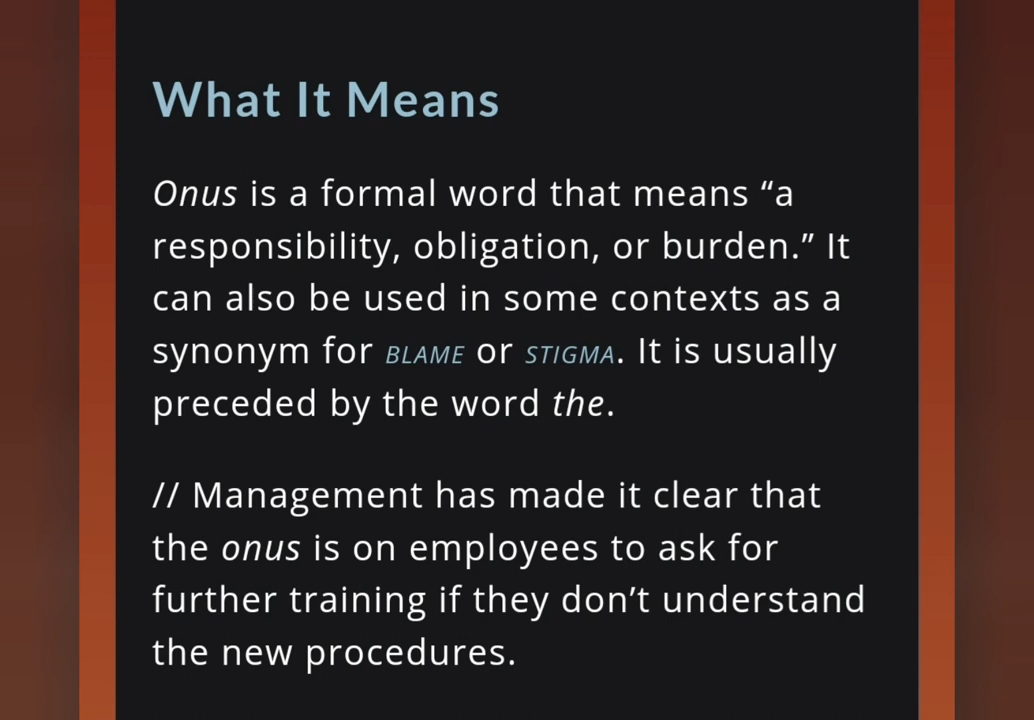 What It Means
Onus is a formal word that means “a
responsibility, obligation, or burden.” It
can also be used in some contexts as a
synonym for BLAME or STIGMA. It is usually
preceded by the word the.
// Management has made it clear that
the onus is on employees to ask for
further training if they don’t understand
the new procedures.